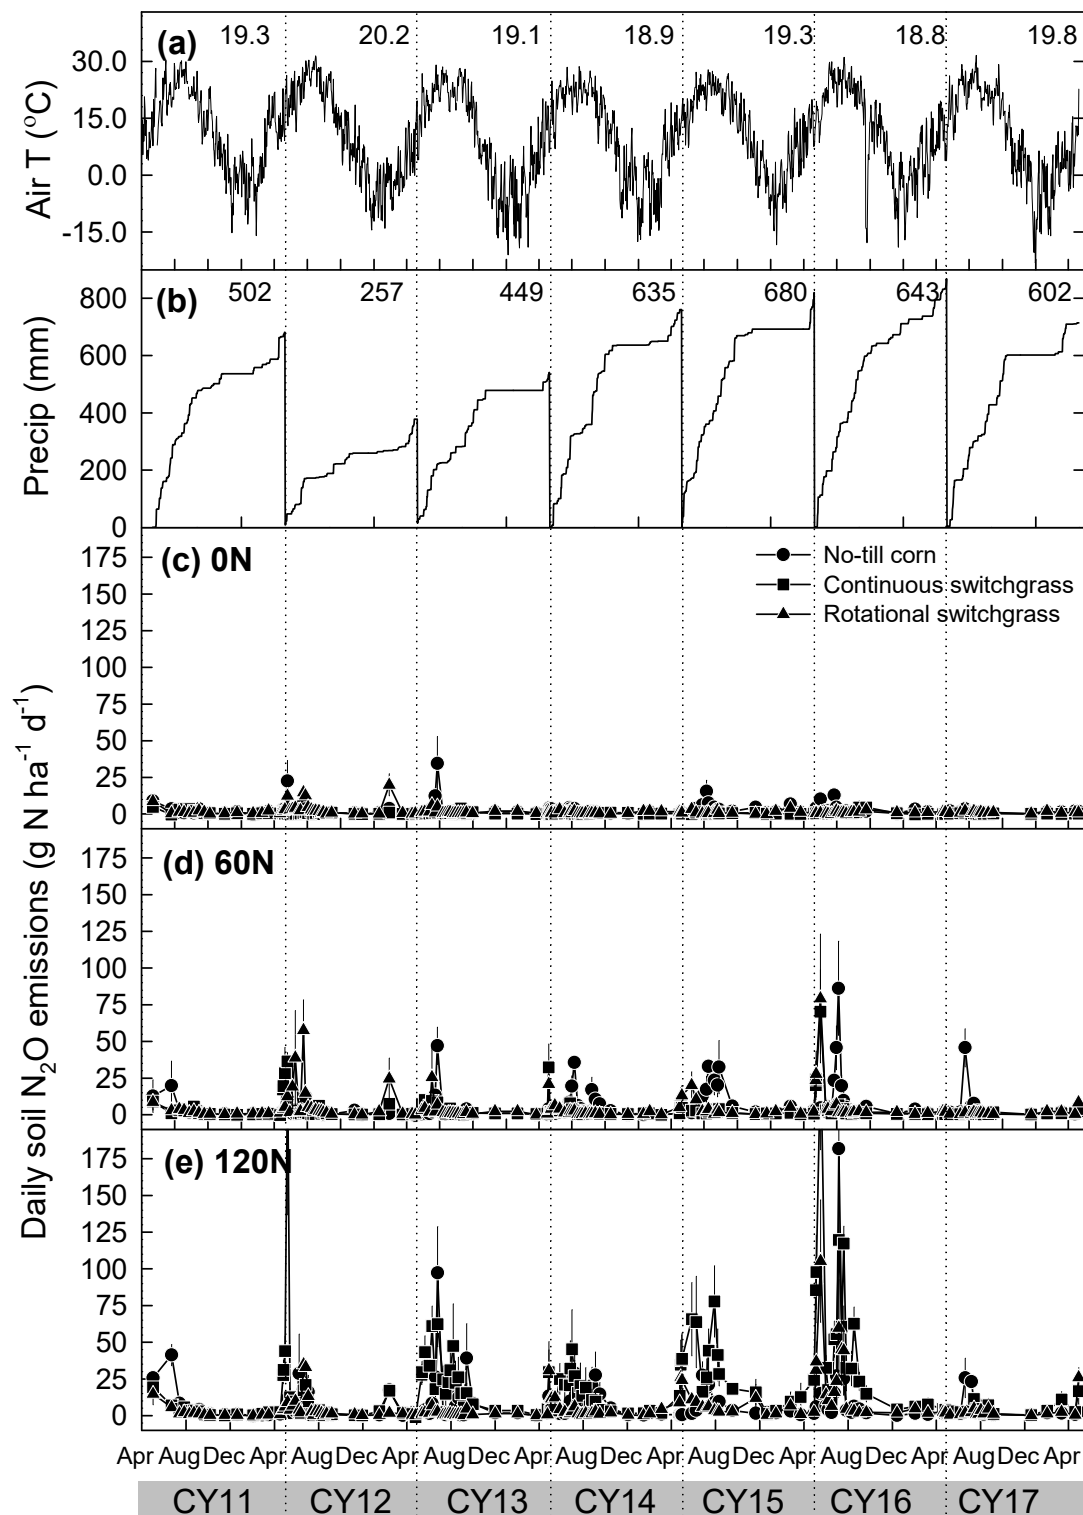 (a) 19.3 20.2 19.1 18.9 19.3 18.8 19.8
30.0
15.0
0.0
-15.0
Air T (°C)
(b) 502 257 449 635 680 643 602
800
600
400
200
0
Precip (mm)
(c) 0N
No-till corn
Continuous switchgrass
Rotational switchgrass
175
150
125
100
75
50
25
0
(d) 60N
175
150
125
100
75
50
25
0
(e) 120N
175
150
125
100
75
50
25
0
Daily soil N₂O emissions (g N ha⁻¹ d⁻¹)
Apr Aug Dec Apr Aug Dec Apr Aug Dec Apr Aug Dec Apr Aug Dec Apr Aug Dec Apr Aug Dec Apr
CY11 CY12 CY13 CY14 CY15 CY16 CY17